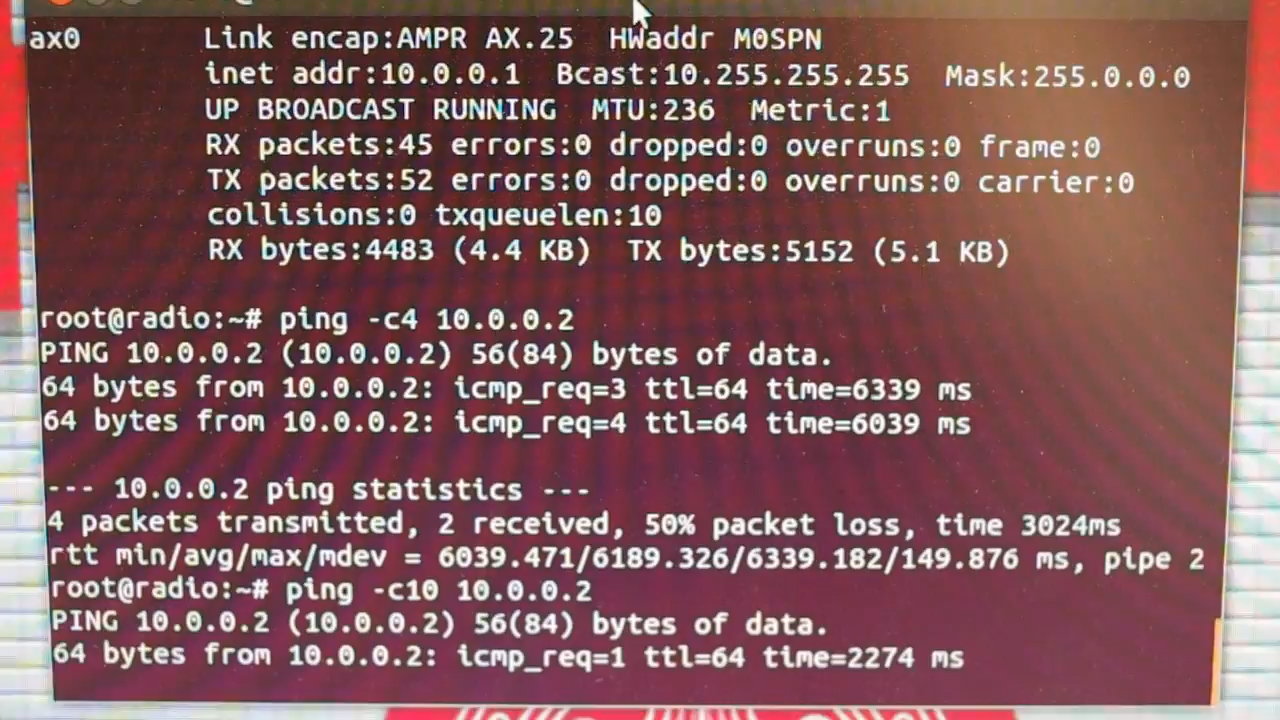 ax0 Link encap:AMPR AX.25 HWaddr M0SPN
inet addr:10.0.0.1 Bcast:10.255.255.255 Mask:255.0.0.0
UP BROADCAST RUNNING MTU:236 Metric:1
RX packets:45 errors:0 dropped:0 overruns:0 frame:0
TX packets:52 errors:0 dropped:0 overruns:0 carrier:0
collisions:0 txqueuelen:10
RX bytes:4483 (4.4 KB) TX bytes:5152 (5.1 KB)
root@radio:~# ping -c4 10.0.0.2
PING 10.0.0.2 (10.0.0.2) 56(84) bytes of data.
64 bytes from 10.0.0.2: icmp_req=3 ttl=64 time=6339 ms
64 bytes from 10.0.0.2: icmp_req=4 ttl=64 time=6039 ms
--- 10.0.0.2 ping statistics ---
4 packets transmitted, 2 received, 50% packet loss, time 3024ms
rtt min/avg/max/mdev = 6039.471/6189.326/6339.182/149.876 ms, pipe 2
root@radio:~# ping -c10 10.0.0.2
PING 10.0.0.2 (10.0.0.2) 56(84) bytes of data.
64 bytes from 10.0.0.2: icmp_req=1 ttl=64 time=2274 ms